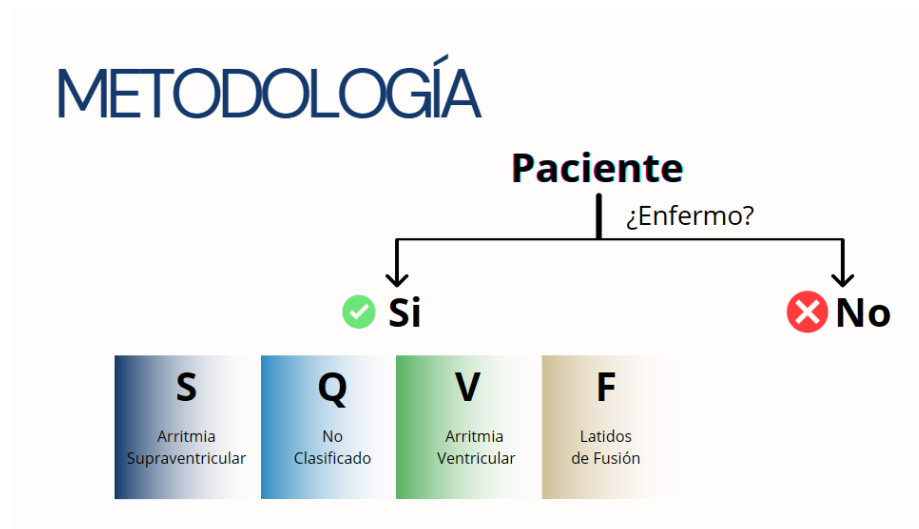 METODOLOGÍA
Paciente
¿Enfermo?
Si
No
S
Arritmia
Supraventricular
Q
No
Clasificado
V
Arritmia
Ventricular
F
Latidos
de Fusión